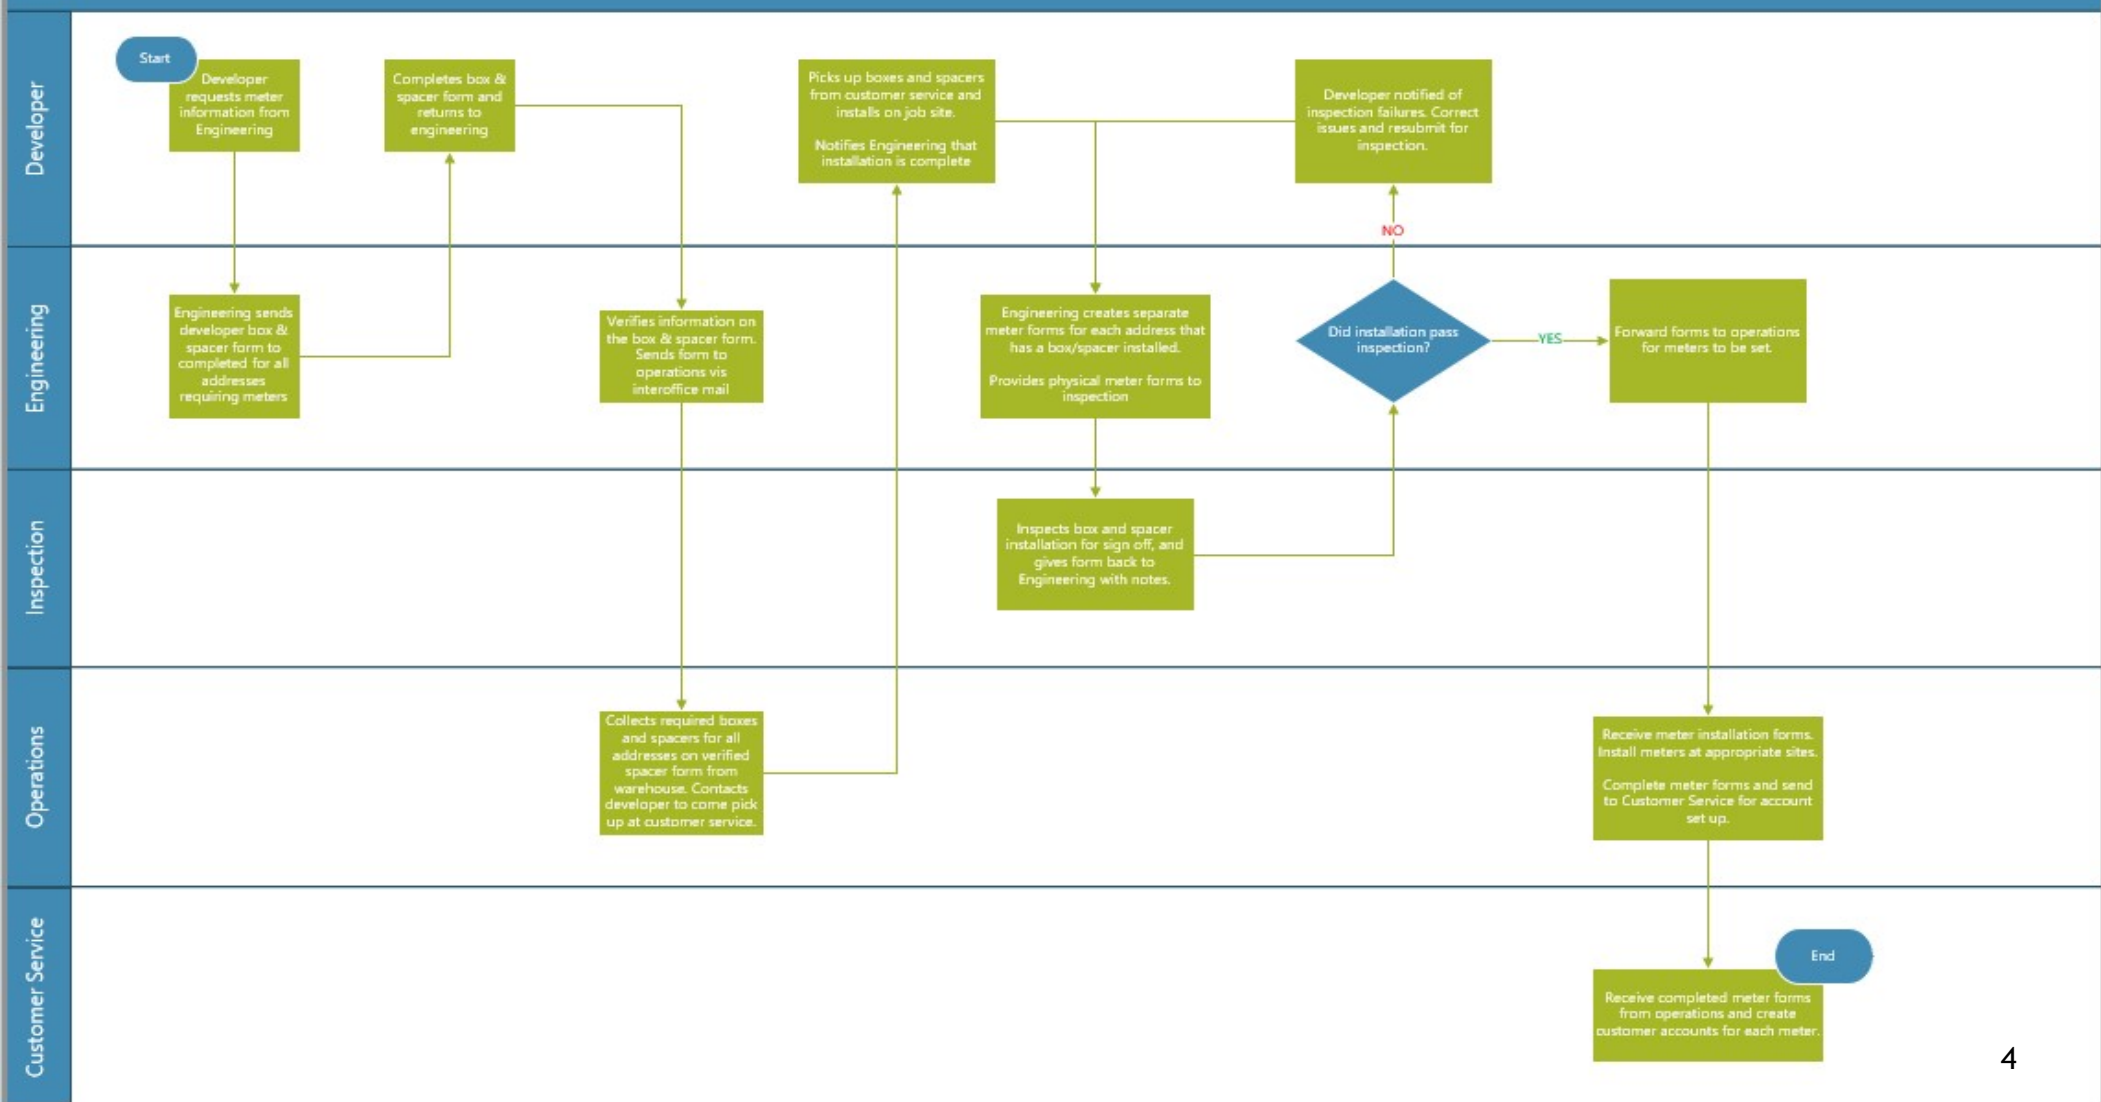 Developer
Start
Developer
requests meter
information from
Engineering
Completes box &
spacer form and
returns to
engineering
Picks up boxes and spacers
from customer service and
installs on job site.
Notifies Engineering that
installation is complete
Developer notified of
inspection failures. Correct
issues and resubmit for
inspection.
NO
Engineering
Engineering sends
developer box &
spacer form to
completed for all
addresses
requiring meters
Verifies information on
the box & spacer form.
Sends form to
operations vis
interoffice mail
Engineering creates separate
meter forms for each address that
has a box/spacer installed.
Provides physical meter forms to
inspection
Did installation pass
inspection?
YES
Forward forms to operations
for meters to be set.
Inspection
Inspects box and spacer
installation for sign off, and
gives form back to
Engineering with notes.
Operations
Collects required boxes
and spacers for all
addresses on verified
spacer form from
warehouse. Contacts
developer to come pick
up at customer service.
Receive meter installation forms.
Install meters at appropriate sites.
Complete meter forms and send
to Customer Service for account
set up.
Customer Service
End
Receive completed meter forms
from operations and create
customer accounts for each meter.
4